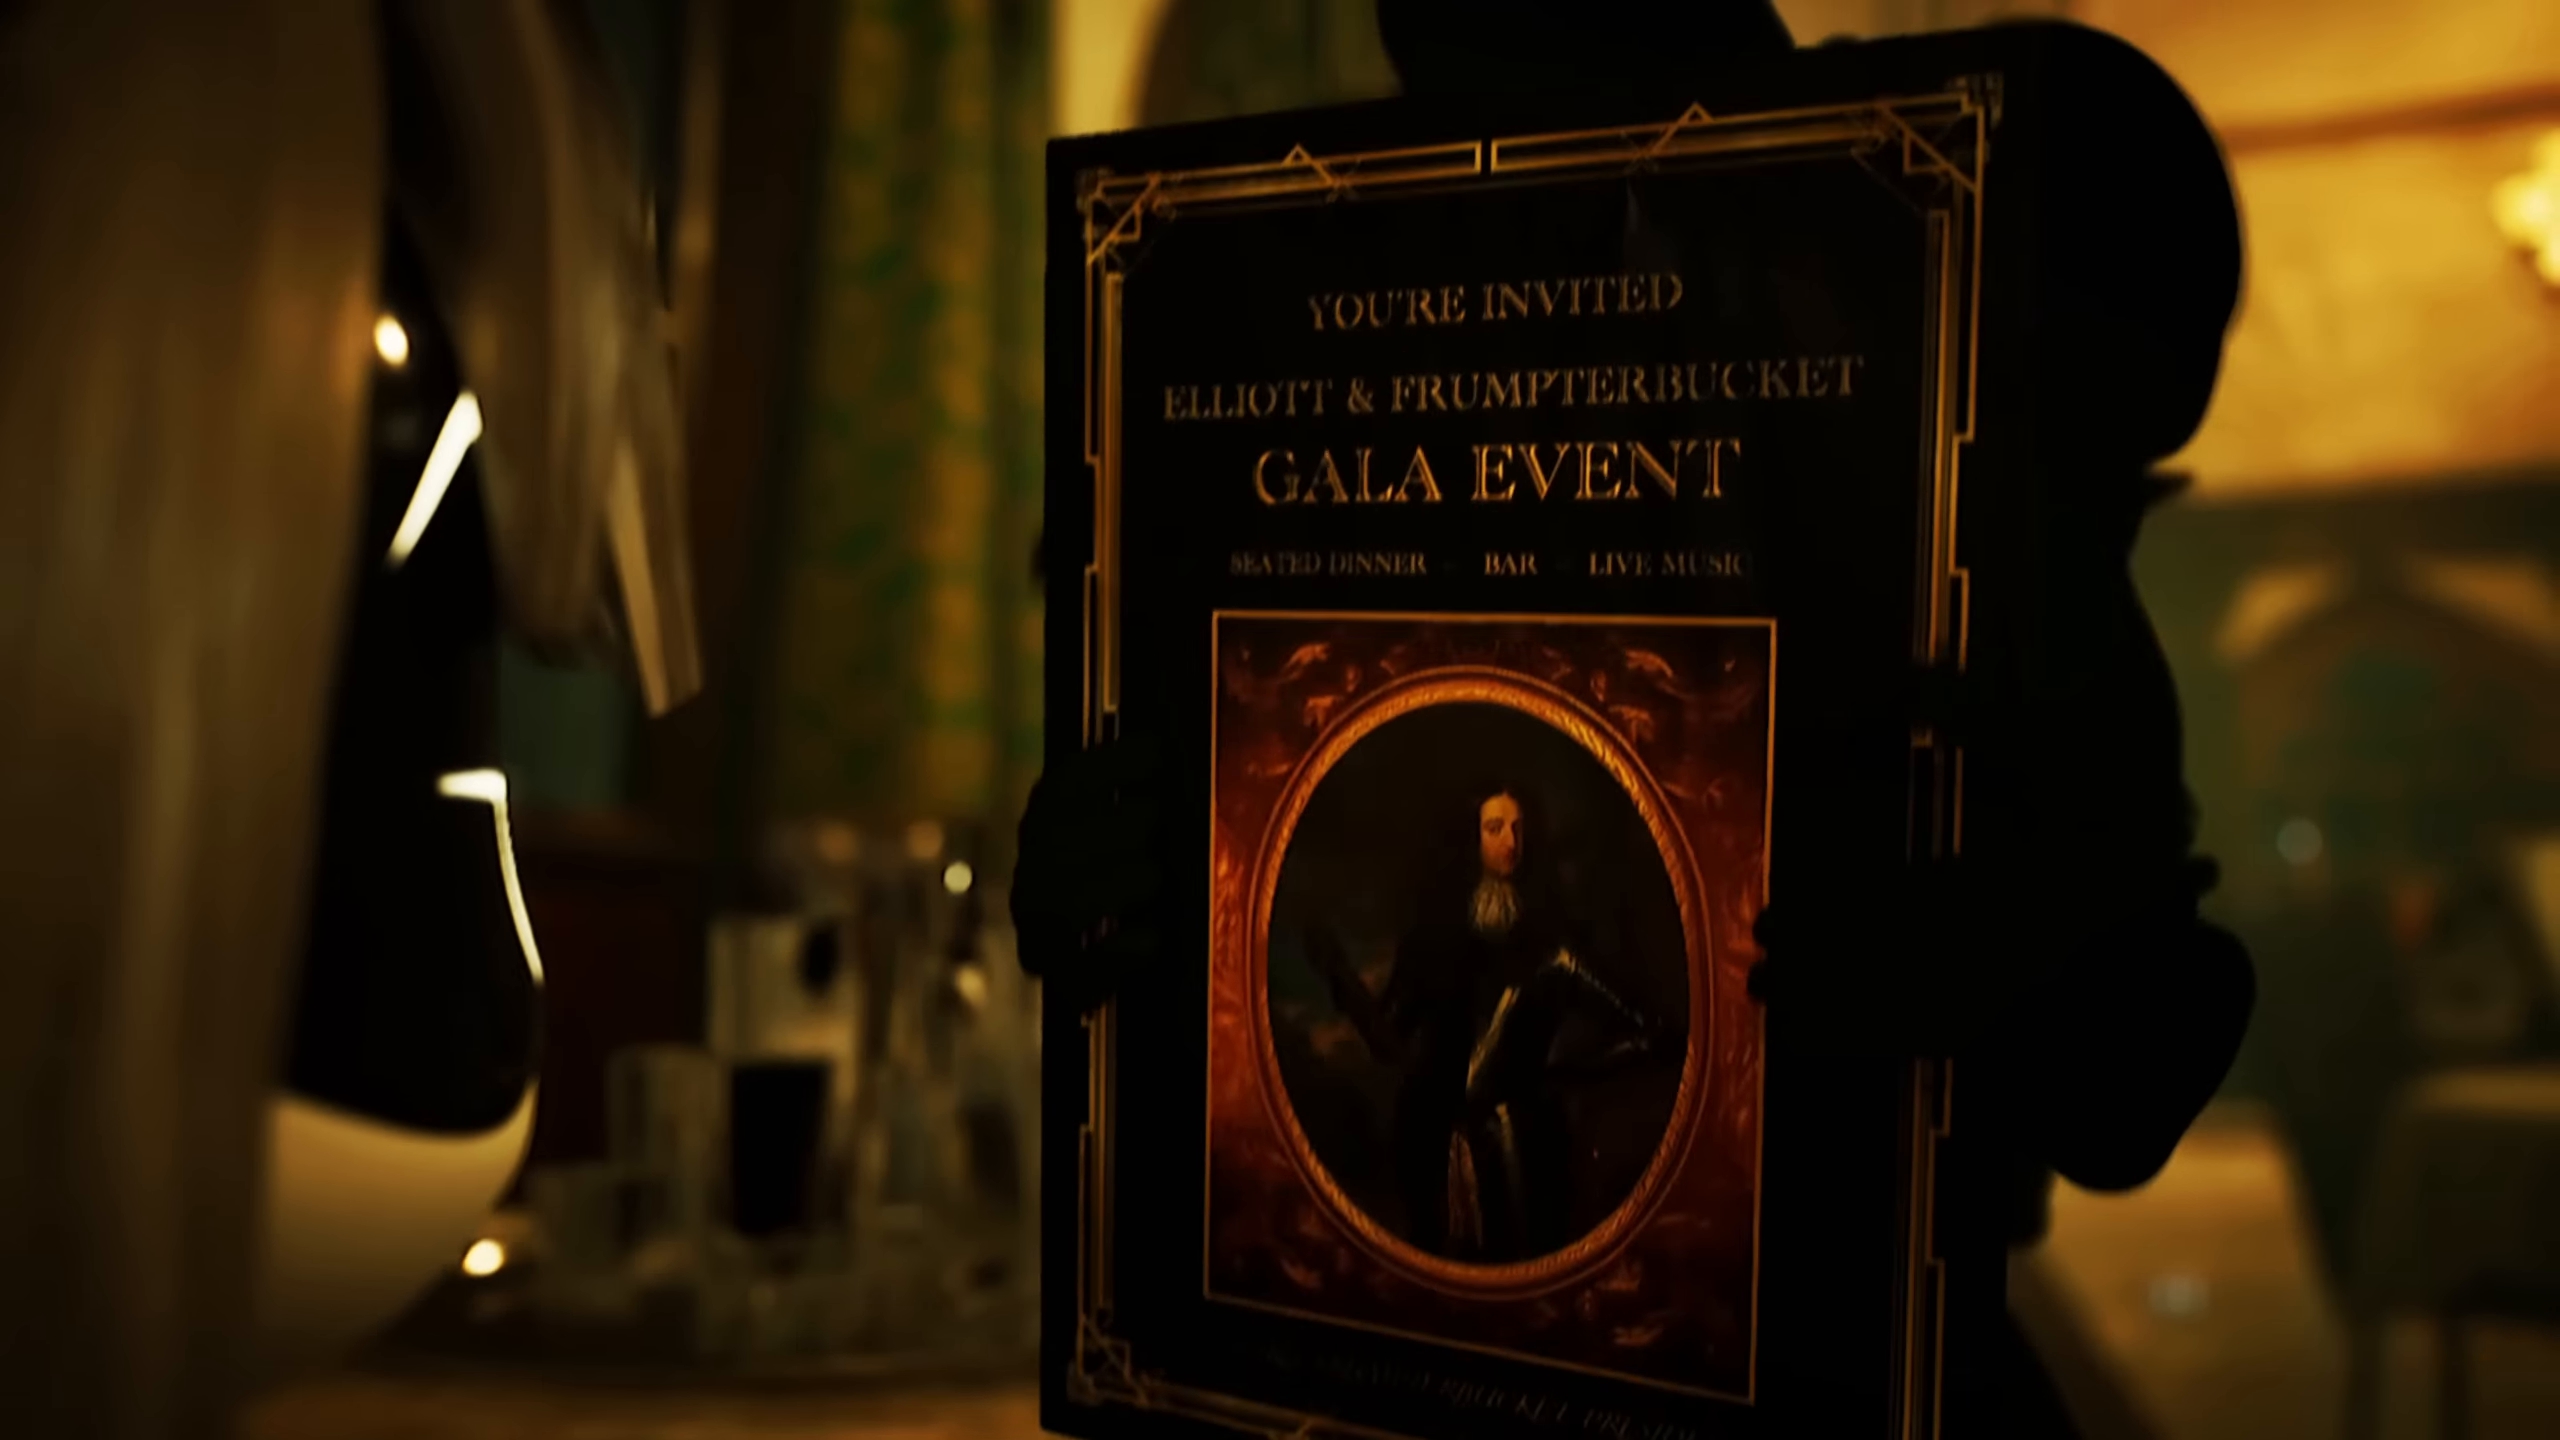 YOU'RE INVITED
ELLIOTT & FRUMPTERBUCKET
GALA EVENT
SEATED DINNER - BAR - LIVE MUSIC